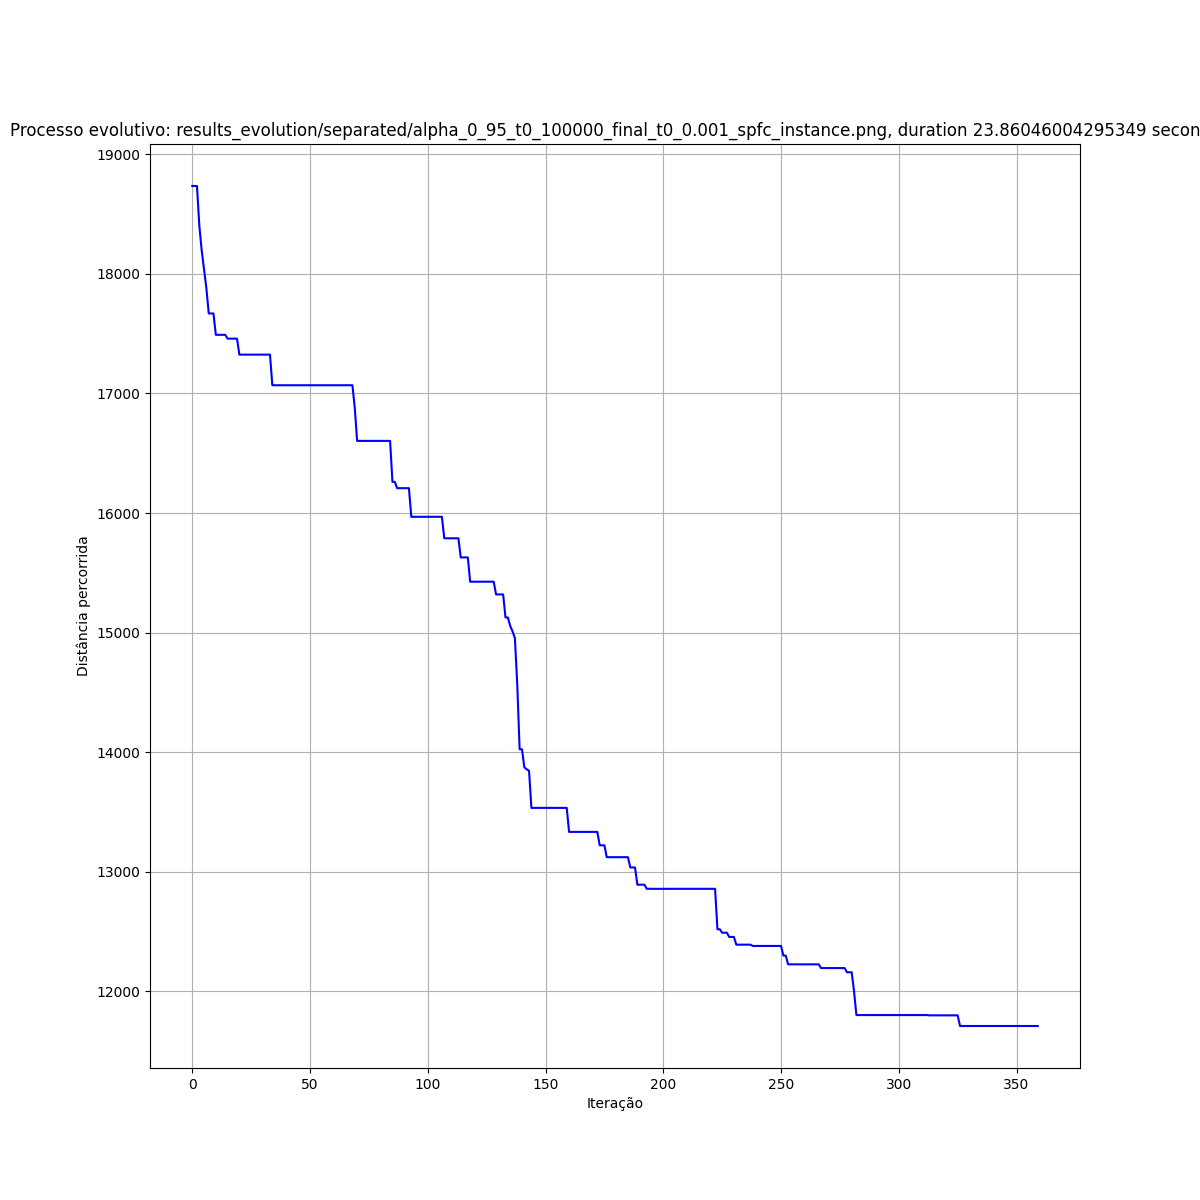 Processo evolutivo: results_evolution/separated/alpha_0_95_t0_100000_final_t0_0.001_spfc_instance.png, duration 23.86046004295349 secon
19000
18000
17000
16000
15000
14000
13000
12000
Distância percorrida
0 50 100 150 200 250 300 350
Iteração